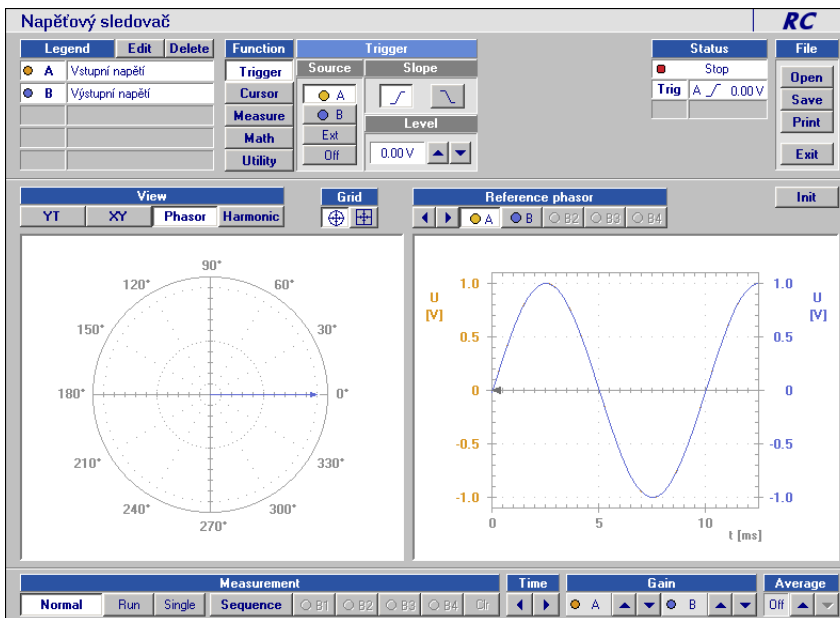 Napěťový sledovač
RC
Legend Edit Delete
A Vstupní napětí
B Výstupní napětí
Function
Trigger
Cursor
Measure
Math
Utility
Trigger
Source Slope
A
B
Ext
Off
Level
0.00 V
Status
Stop
Trig A 0.00 V
File
Open
Save
Print
Exit
View
YT XY Phasor Harmonic
Grid
Reference phasor
A B B2 B3 B4
Init
90°
120° 60°
150° 30°
180° 0°
210° 330°
240° 300°
270°
1.0 1.0
U U
[V] [V]
0.5 0.5
0 0
-0.5 -0.5
-1.0 -1.0
0 5 10
t [ms]
Measurement
Normal Run Single Sequence B1 B2 B3 B4 Clr
Time
Gain
A B
Average
Off